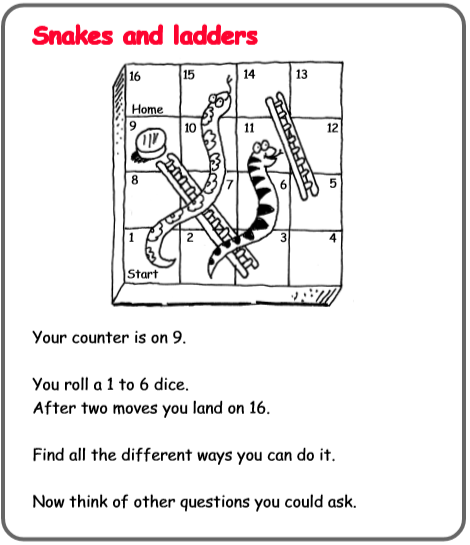 Snakes and ladders
16 15 14 13
Home
9 10 11 12
8 7 6 5
1 2 3 4
Start
Your counter is on 9.
You roll a 1 to 6 dice.
After two moves you land on 16.
Find all the different ways you can do it.
Now think of other questions you could ask.